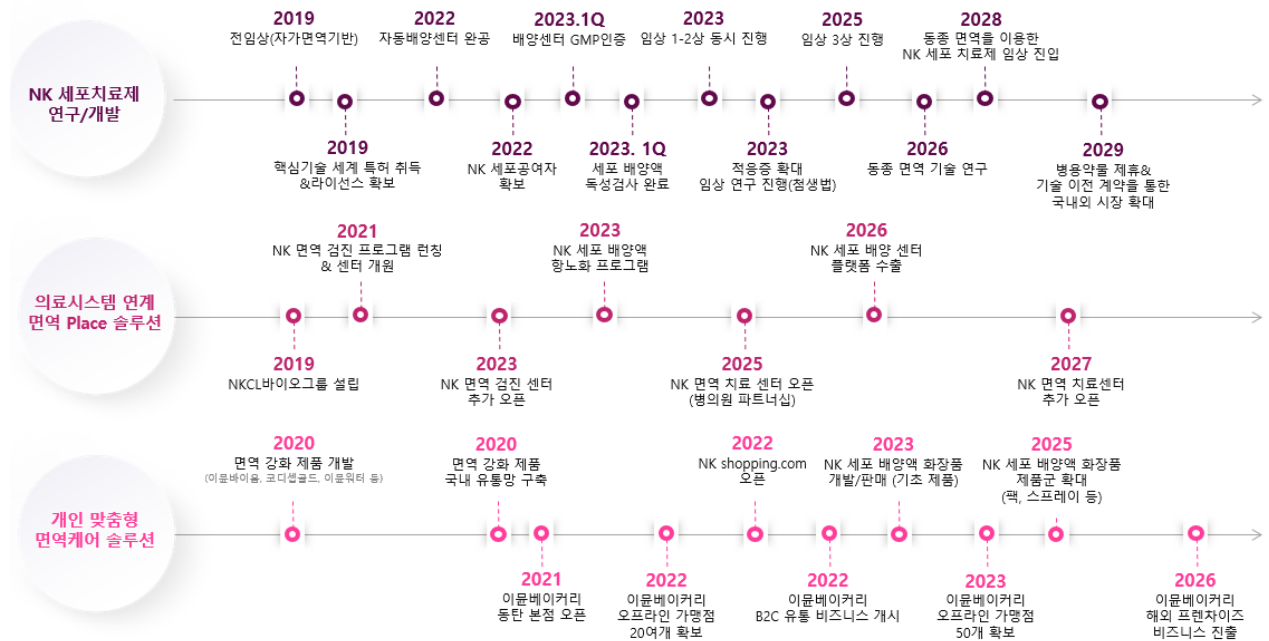 NK 세포치료제
연구/개발
2019
전임상(자가면역기반)
2019
핵심기술 세계 특허 취득
&라이선스 확보
2022
자동배양센터 완공
2022
NK 세포공여자
확보
2023.1Q
배양센터 GMP인증
2023. 1Q
세포 배양액
독성검사 완료
2023
임상 1-2상 동시 진행
2023
적응증 확대
임상 연구 진행(첨생법)
2025
임상 3상 진행
2026
동종 면역 기술 연구
2028
동종 면역을 이용한
NK 세포 치료제 임상 진입
2029
병용약물 제휴&
기술 이전 계약을 통한
국내외 시장 확대
의료시스템 연계
면역 Place 솔루션
2019
NKCL바이오그룹 설립
2021
NK 면역 검진 프로그램 런칭
& 센터 개원
2023
NK 면역 검진 센터
추가 오픈
2023
NK 세포 배양액
항노화 프로그램
2025
NK 면역 치료 센터 오픈
(병의원 파트너십)
2026
NK 세포 배양 센터
플랫폼 수출
2027
NK 면역 치료센터
추가 오픈
개인 맞춤형
면역케어 솔루션
2020
면역 강화 제품 개발
(이뮨바이옴, 코디셉골드, 이뮨워터 등)
2020
면역 강화 제품
국내 유통망 구축
2021
이뮨베이커리
동탄 본점 오픈
2022
이뮨베이커리
오프라인 가맹점
20여개 확보
2022
NK shopping.com
오픈
2022
이뮨베이커리
B2C 유통 비즈니스 개시
2023
NK 세포 배양액 화장품
개발/판매 (기초 제품)
2023
이뮨베이커리
오프라인 가맹점
50개 확보
2025
NK 세포 배양액 화장품
제품군 확대
(팩, 스프레이 등)
2026
이뮨베이커리
해외 프렌차이즈
비즈니스 진출